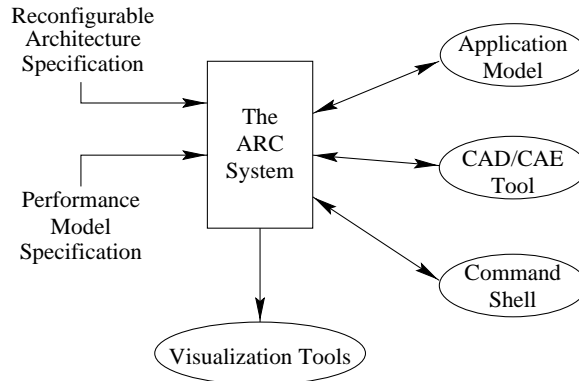 Reconfigurable
Architecture
Specification
Performance
Model
Specification
The
ARC
System
Application
Model
CAD/CAE
Tool
Command
Shell
Visualization Tools